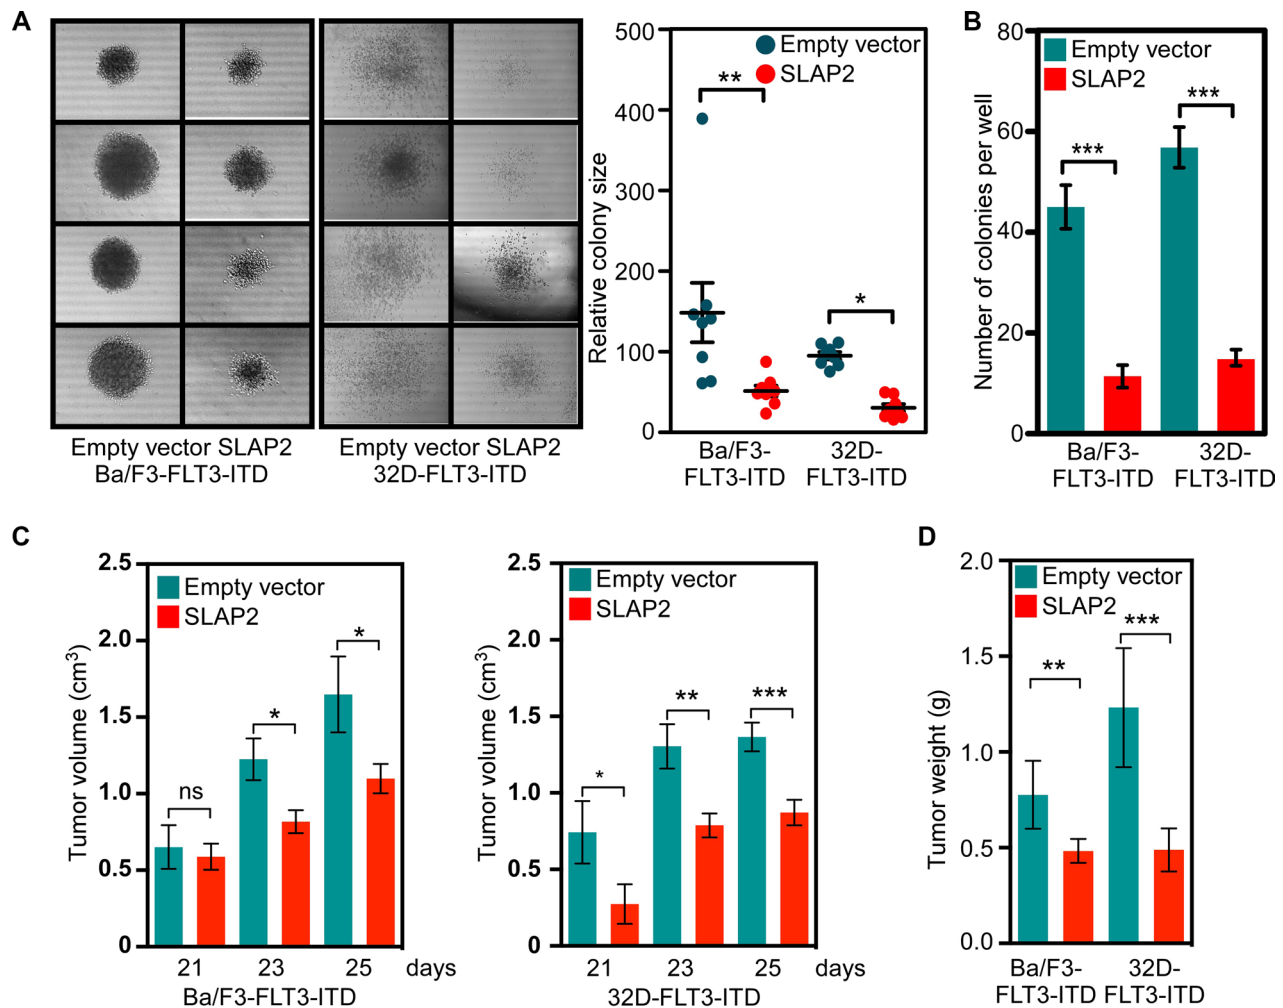 A
Empty vector SLAP2
Ba/F3-FLT3-ITD
Empty vector SLAP2
32D-FLT3-ITD
Relative colony size
500
400
300
200
100
0
Empty vector
SLAP2
**
*
Ba/F3-
FLT3-ITD
32D-
FLT3-ITD
B
Number of colonies per well
80
60
40
20
0
Empty vector
SLAP2
***
***
Ba/F3-
FLT3-ITD
32D-
FLT3-ITD
C
Tumor volume (cm³)
2.5
2.0
1.5
1.0
0.5
0
Empty vector
SLAP2
ns
*
*
21 23 25 days
Ba/F3-FLT3-ITD
Tumor volume (cm³)
2.5
2.0
1.5
1.0
0.5
0
Empty vector
SLAP2
*
**
***
21 23 25 days
32D-FLT3-ITD
D
Tumor weight (g)
2.0
1.5
1.0
0.5
0.0
Empty vector
SLAP2
**
***
Ba/F3-
FLT3-ITD
32D-
FLT3-ITD